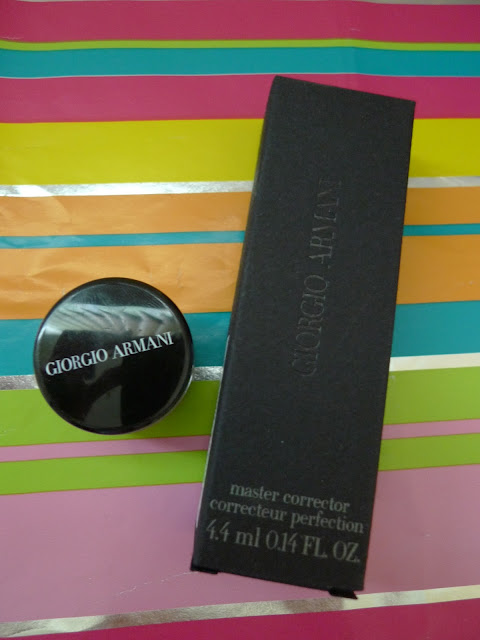 GIORGIO ARMANI
GIORGIO ARMANI
master corrector
correcteur perfection
4.4 ml 0.14 FL. OZ.